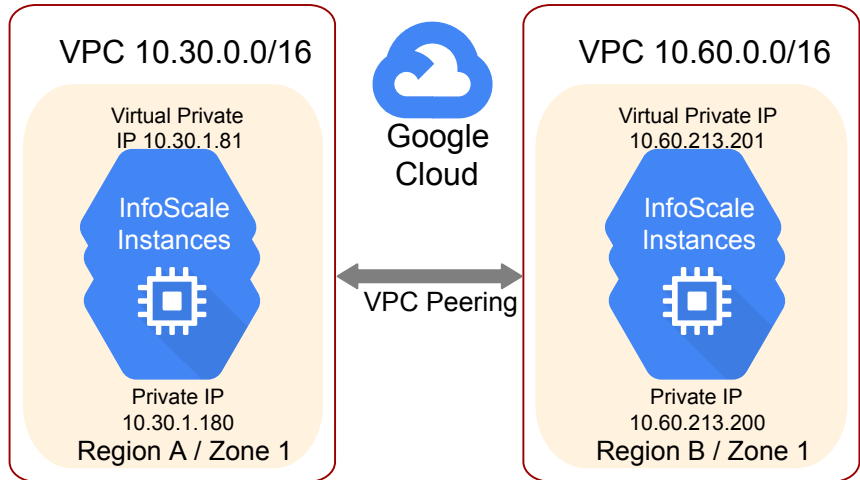 VPC 10.30.0.0/16
Virtual Private
IP 10.30.1.81
InfoScale
Instances
Private IP
10.30.1.180
Region A / Zone 1
Google
Cloud
VPC Peering
VPC 10.60.0.0/16
Virtual Private IP
10.60.213.201
InfoScale
Instances
Private IP
10.60.213.200
Region B / Zone 1